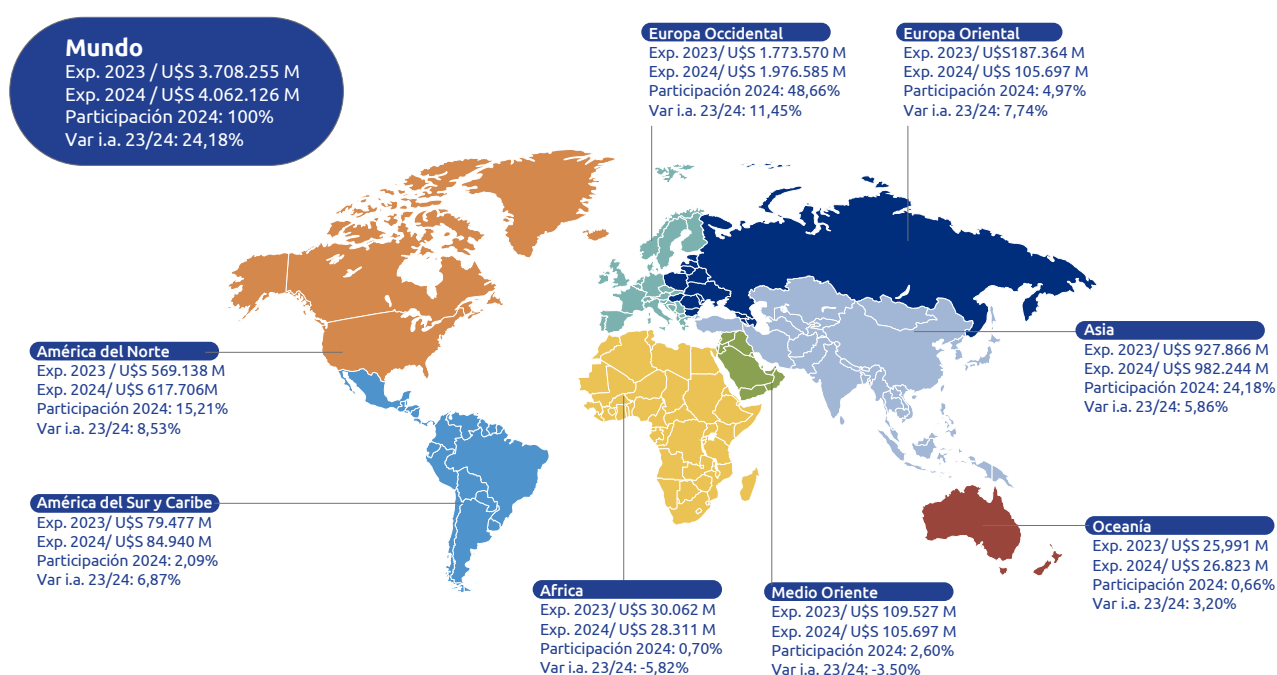 Mundo
Exp. 2023 / U$S 3.708.255 M
Exp. 2024 / U$S 4.062.126 M
Participación 2024: 100%
Var i.a. 23/24: 24,18%
Europa Occidental
Exp. 2023/ U$S 1.773.570 M
Exp. 2024/ U$S 1.976.585 M
Participación 2024: 48,66%
Var i.a. 23/24: 11,45%
Europa Oriental
Exp. 2023/ U$S187.364 M
Exp. 2024/ U$S 105.697 M
Participación 2024: 4,97%
Var i.a. 23/24: 7,74%
América del Norte
Exp. 2023 / U$S 569.138 M
Exp. 2024/ U$S 617.706M
Participación 2024: 15,21%
Var i.a. 23/24: 8,53%
Asia
Exp. 2023/ U$S 927.866 M
Exp. 2024/ U$S 982.244 M
Participación 2024: 24,18%
Var i.a. 23/24: 5,86%
América del Sur y Caribe
Exp. 2023/ U$S 79.477 M
Exp. 2024/ U$S 84.940 M
Participación 2024: 2,09%
Var i.a. 23/24: 6,87%
Oceanía
Exp. 2023/ U$S 25,991 M
Exp. 2024/ U$S 26.823 M
Participación 2024: 0,66%
Var i.a. 23/24: 3,20%
Africa
Exp. 2023/ U$S 30.062 M
Exp. 2024/ U$S 28.311 M
Participación 2024: 0,70%
Var i.a. 23/24: -5,82%
Medio Oriente
Exp. 2023/ U$S 109.527 M
Exp. 2024/ U$S 105.697 M
Participación 2024: 2,60%
Var i.a. 23/24: -3.50%